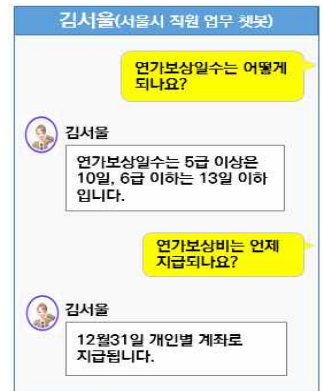 김서울(서울시 직원 업무 챗봇)
연가보상일수는 어떻게
되나요?
김서울
연가보상일수는 5급 이상은
10일, 6급 이하는 13일 이하
입니다.
연가보상비는 언제
지급되나요?
김서울
12월31일 개인별 계좌로
지급됩니다.